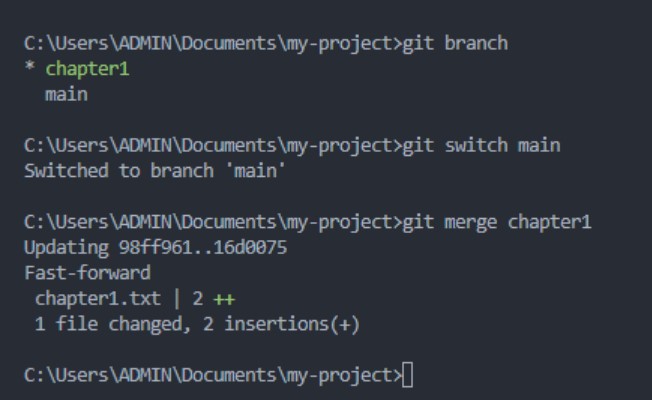 C:\Users\ADMIN\Documents\my-project>git branch
* chapter1
  main
C:\Users\ADMIN\Documents\my-project>git switch main
Switched to branch 'main'
C:\Users\ADMIN\Documents\my-project>git merge chapter1
Updating 98ff961..16d0075
Fast-forward
 chapter1.txt | 2 ++
 1 file changed, 2 insertions(+)
C:\Users\ADMIN\Documents\my-project>